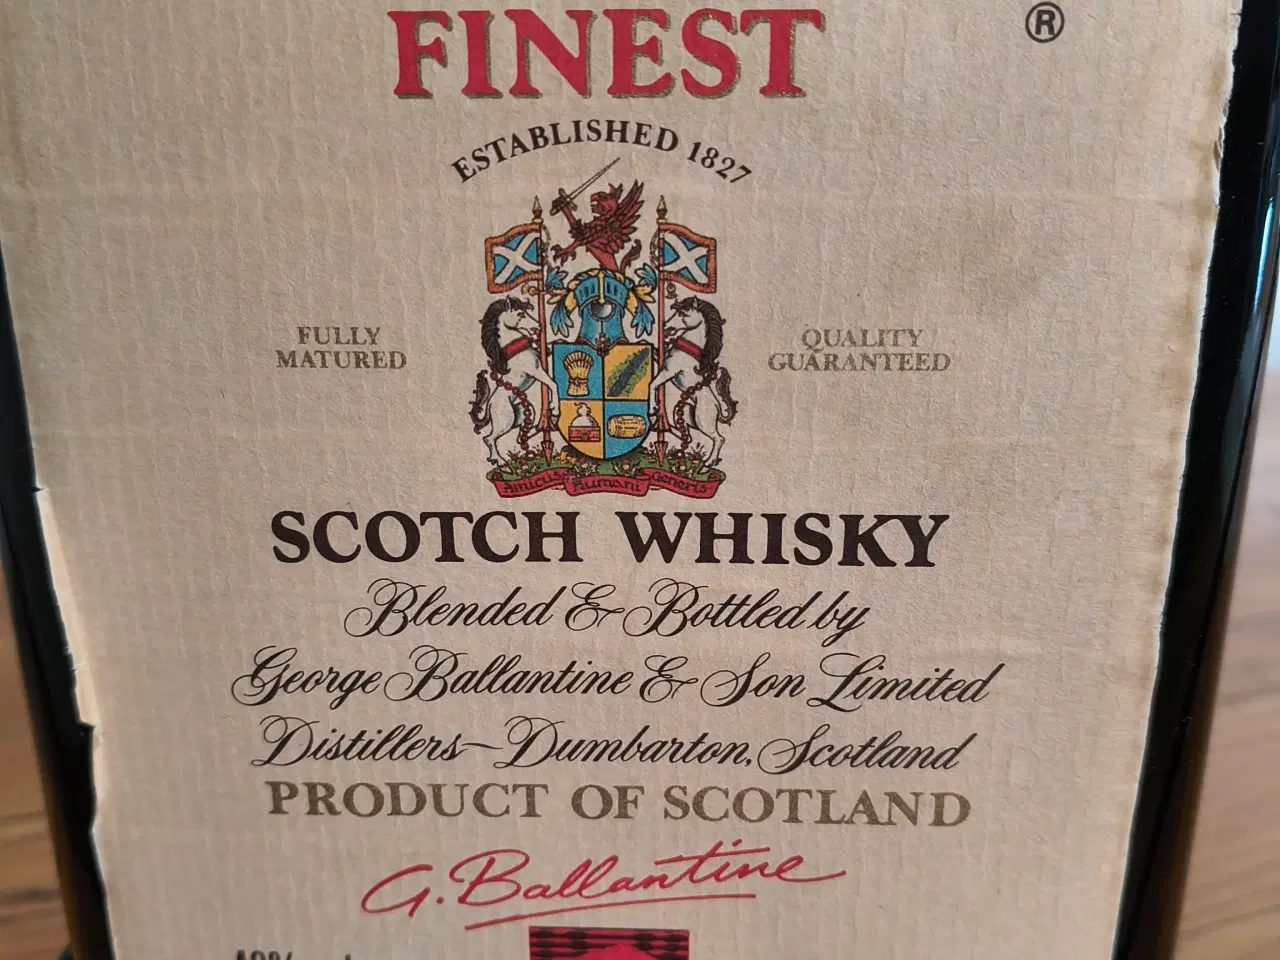 FINEST
®
ESTABLISHED 1827
FULLY
MATURED
QUALITY
GUARANTEED
Amicus Humani Generis
SCOTCH WHISKY
Blended & Bottled by
George Ballantine & Son Limited
Distillers—Dumbarton, Scotland
PRODUCT OF SCOTLAND
G. Ballantine